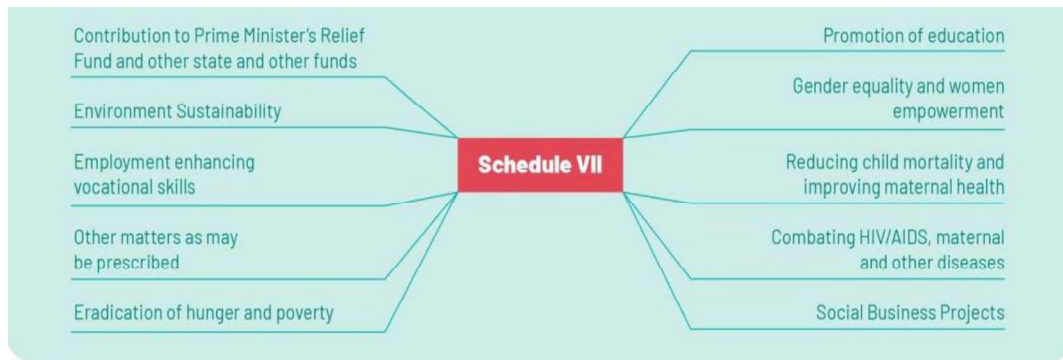 Contribution to Prime Minister's Relief
Fund and other state and other funds
Environment Sustainability
Employment enhancing
vocational skills
Other matters as may
be prescribed
Eradication of hunger and poverty
Schedule VII
Promotion of education
Gender equality and women
empowerment
Reducing child mortality and
improving maternal health
Combating HIV/AIDS, maternal
and other diseases
Social Business Projects